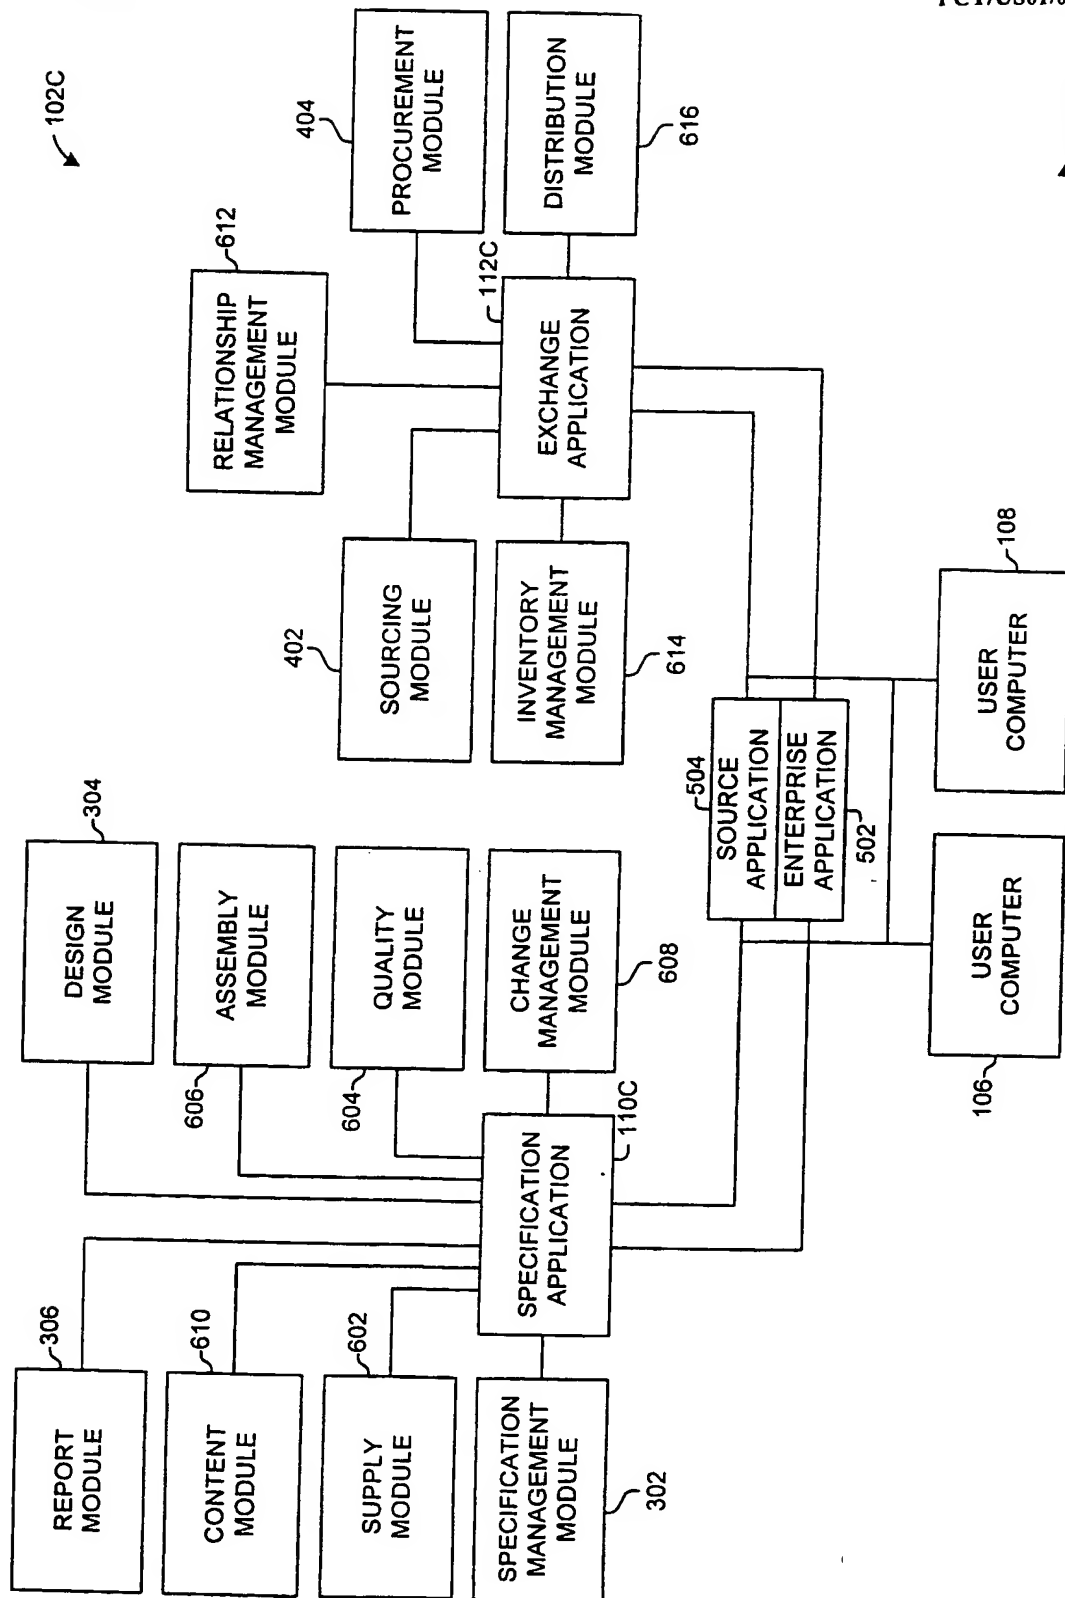 REPORT
MODULE
306
DESIGN
MODULE
304
102C
CONTENT
MODULE
610
606
ASSEMBLY
MODULE
RELATIONSHIP
MANAGEMENT
MODULE
612
SUPPLY
MODULE
602
604
QUALITY
MODULE
402
SOURCING
MODULE
404
PROCUREMENT
MODULE
SPECIFICATION
MANAGEMENT
MODULE
302
SPECIFICATION
APPLICATION
110C
CHANGE
MANAGEMENT
MODULE
608
INVENTORY
MANAGEMENT
MODULE
614
EXCHANGE
APPLICATION
112C
DISTRIBUTION
MODULE
616
SOURCE
APPLICATION
504
ENTERPRISE
APPLICATION
502
106
USER
COMPUTER
USER
COMPUTER
108